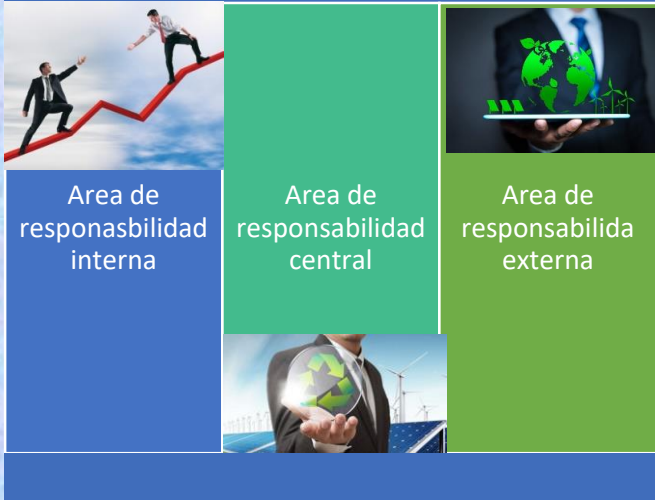 Area de
responasbilidad
interna
Area de
responsabilidad
central
Area de
responsabilida
externa